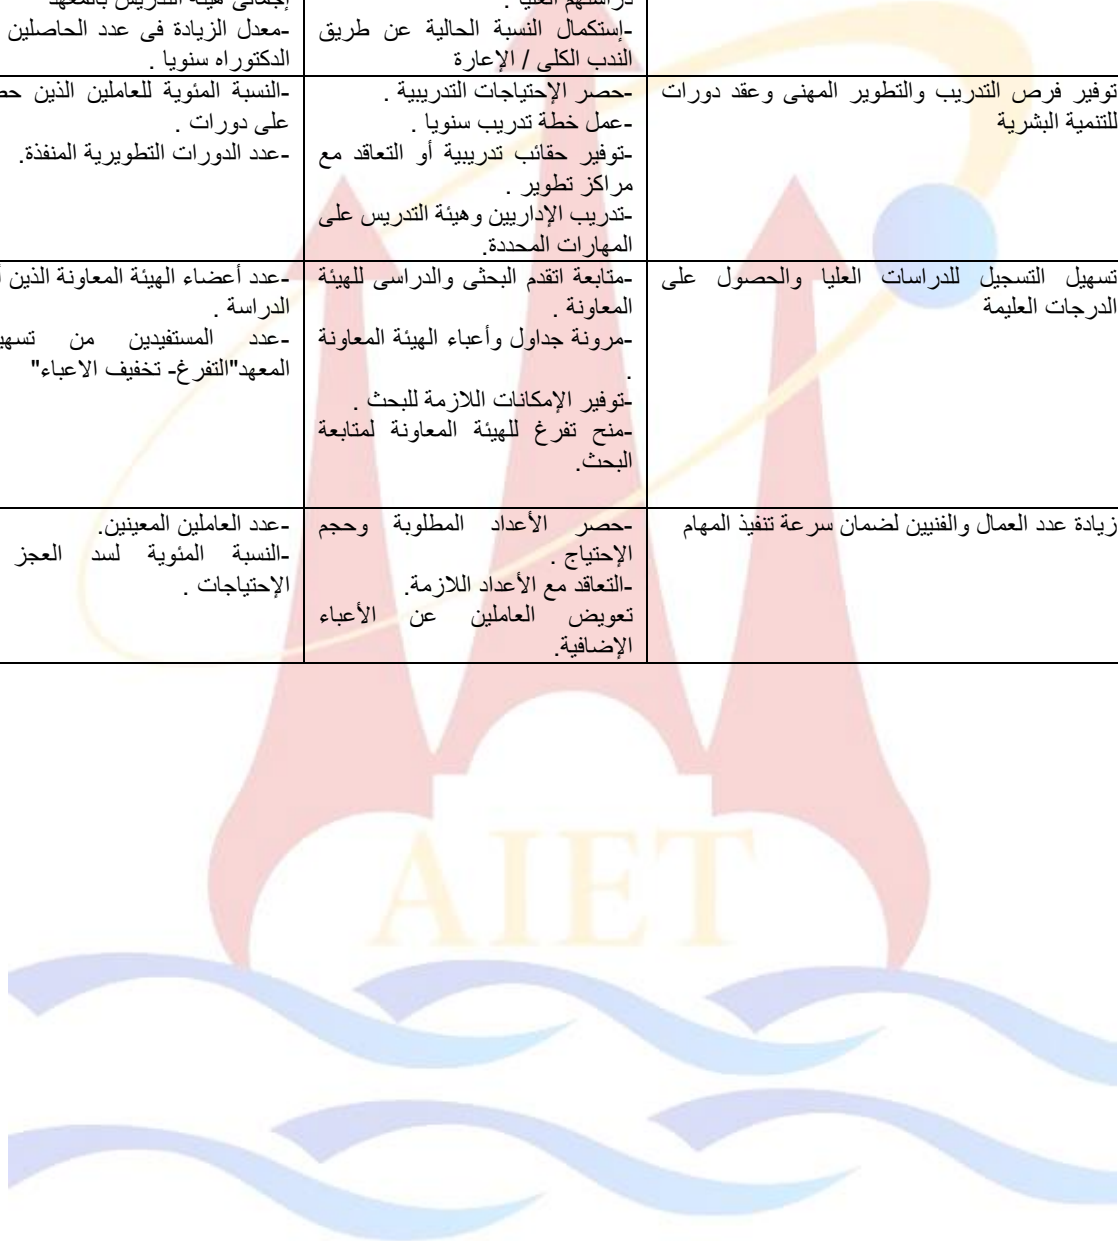 دراستهم العليا .
-إستكمال النسبة الحالية عن طريق
الندب الكلى / الإعارة
إجمالى هيئة التدريس بالمعهد
-معدل الزيادة فى عدد الحاصلين
الدكتوراه سنويا .
توفير فرص التدريب والتطوير المهنى وعقد دورات
للتنمية البشرية
-حصر الإحتياجات التدريبية .
-عمل خطة تدريب سنويا .
-توفير حقائب تدريبية أو التعاقد مع
مراكز تطوير .
-تدريب الإداريين وهيئة التدريس على
المهارات المحددة.
-النسبة المئوية للعاملين الذين
على دورات .
-عدد الدورات التطويرية المنفذة.
تسهيل التسجيل للدراسات العليا والحصول على
الدرجات العليمة
-متابعة اتقدم البحثى والدراسى للهيئة
المعاونة .
-مرونة جداول وأعباء الهيئة المعاونة
.
-توفير الإمكانات اللازمة للبحث .
-منح تفرغ للهيئة المعاونة لمتابعة
البحث.
-عدد أعضاء الهيئة المعاونة الذين
الدراسة .
-عدد المستفيدين من
المعهد"التفرغ- تخفيف الاعباء"
زيادة عدد العمال والفنيين لضمان سرعة تنفيذ المهام
-حصر الأعداد المطلوبة وحجم
الإحتياج .
-التعاقد مع الأعداد اللازمة.
تعويض العاملين عن الأعباء
الإضافية.
-عدد العاملين المعينين.
-النسبة المئوية لسد العجز
الإحتياجات .
AIET